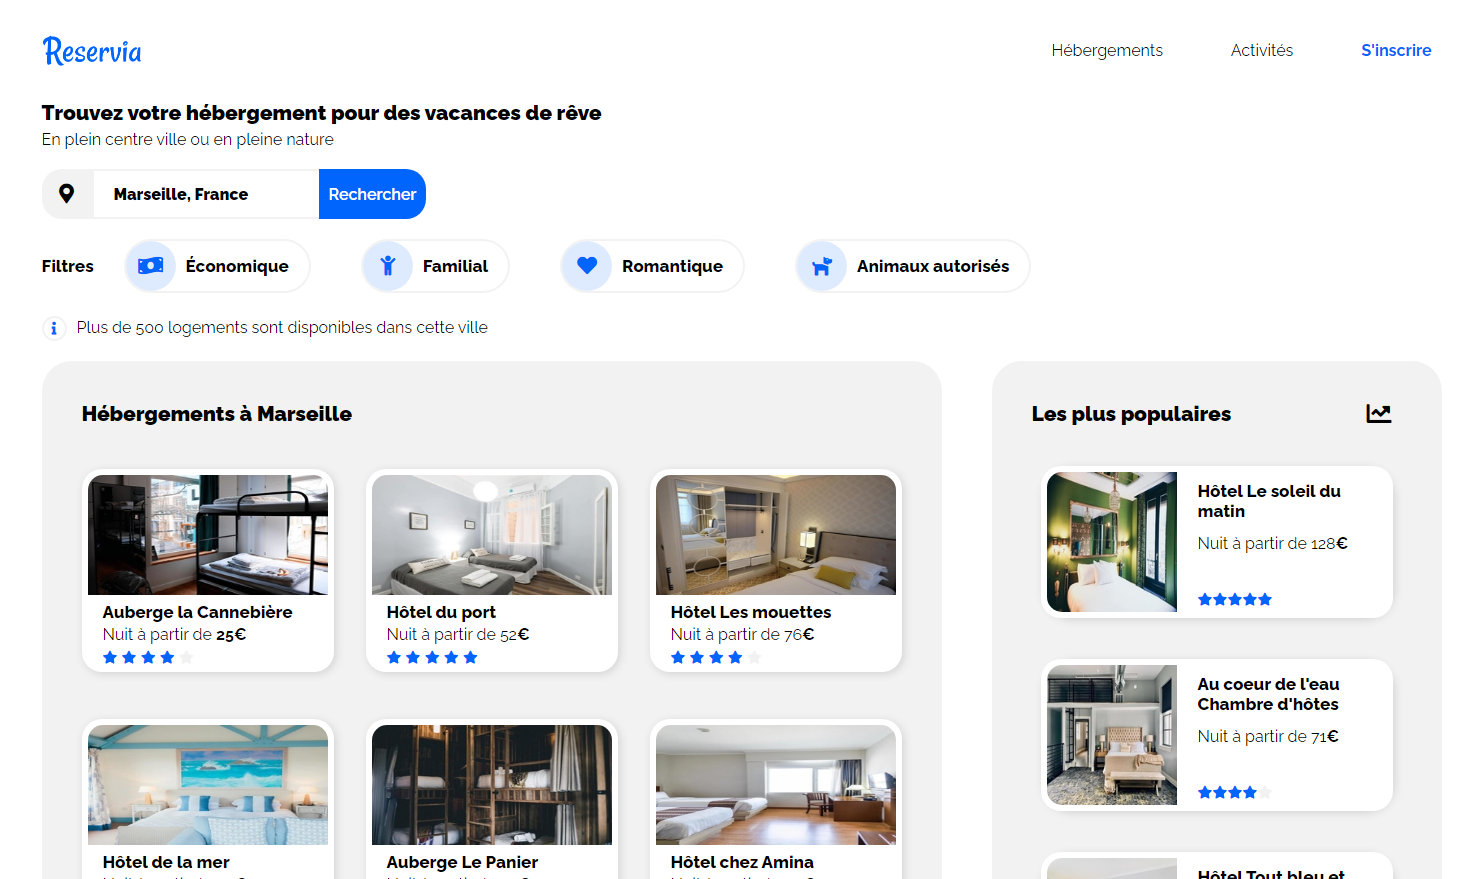 Reservia
Hébergements
Activités
S'inscrire
Trouvez votre hébergement pour des vacances de rêve
En plein centre ville ou en pleine nature
Marseille, France
Rechercher
Filtres
Économique
Familial
Romantique
Animaux autorisés
Plus de 500 logements sont disponibles dans cette ville
Hébergements à Marseille
Auberge la Cannebière
Nuit à partir de 25€
Hôtel du port
Nuit à partir de 52€
Hôtel Les mouettes
Nuit à partir de 76€
Hôtel de la mer
Auberge Le Panier
Hôtel chez Amina
Les plus populaires
Hôtel Le soleil du
matin
Nuit à partir de 128€
Au coeur de l'eau
Chambre d'hôtes
Nuit à partir de 71€
Hôtel Tout bleu et